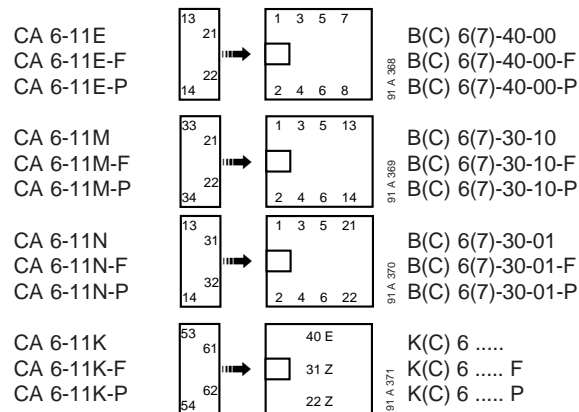 13 1 3 5 7
CA 6-11E 21 B(C) 6(7)-40-00
CA 6-11E-F B(C) 6(7)-40-00-F
CA 6-11E-P 22 B(C) 6(7)-40-00-P
14 2 4 6 8
91 A 368
33 1 3 5 13
CA 6-11M 21 B(C) 6(7)-30-10
CA 6-11M-F B(C) 6(7)-30-10-F
CA 6-11M-P 22 B(C) 6(7)-30-10-P
34 2 4 6 14
91 A 369
13 1 3 5 21
CA 6-11N 31 B(C) 6(7)-30-01
CA 6-11N-F B(C) 6(7)-30-01-F
CA 6-11N-P 32 B(C) 6(7)-30-01-P
14 2 4 6 22
91 A 370
53 40 E
CA 6-11K 61 K(C) 6 .....
CA 6-11K-F 31 Z K(C) 6 ..... F
CA 6-11K-P 62 K(C) 6 ..... P
54 22 Z
91 A 371